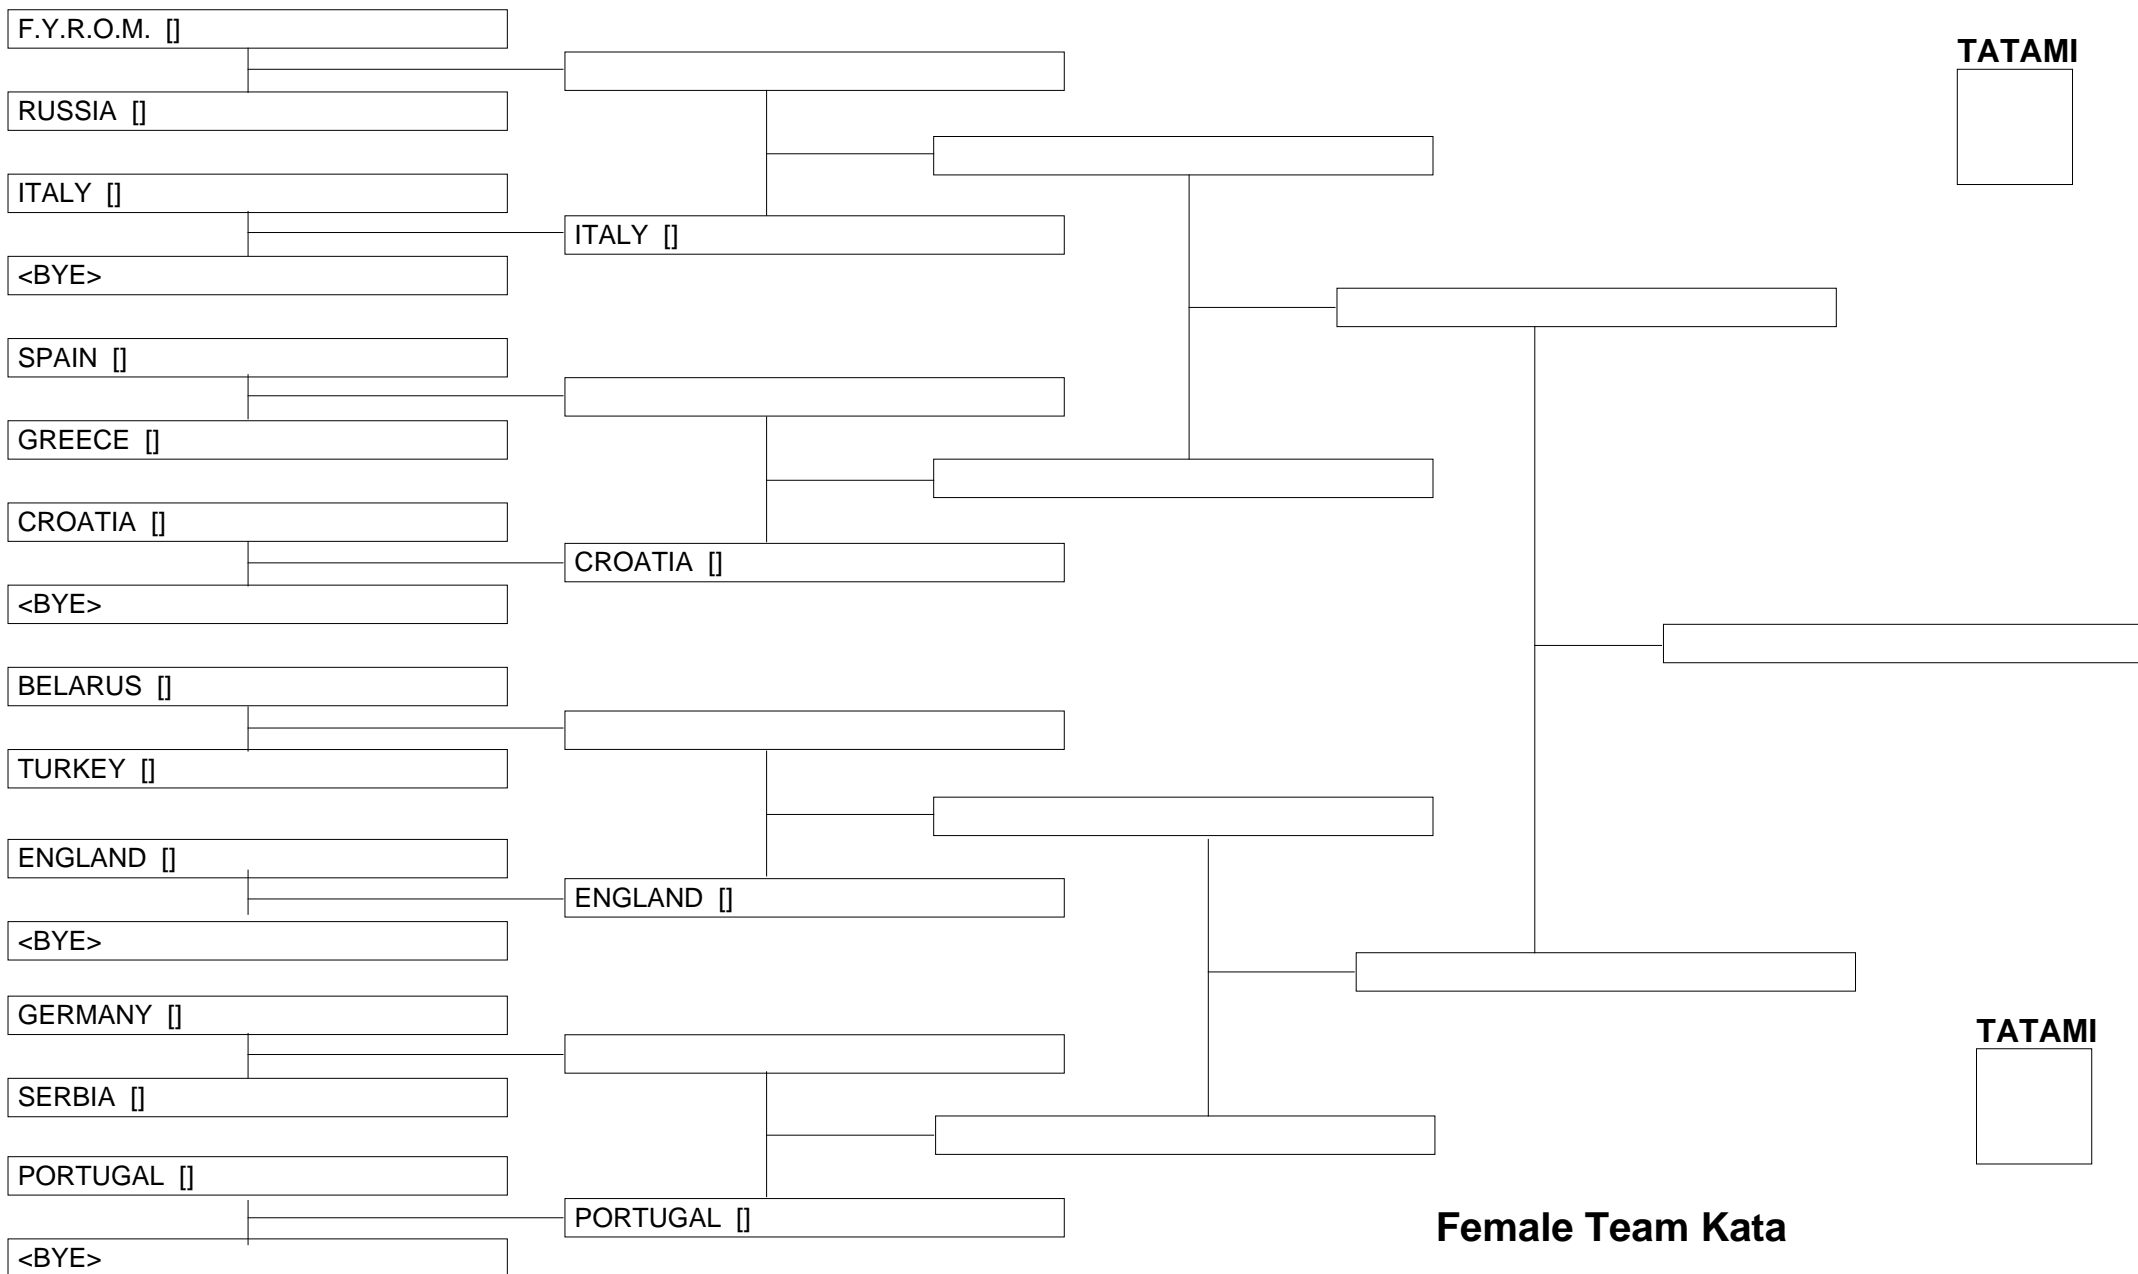 F.Y.R.O.M. []
TATAMI
RUSSIA []
ITALY []
ITALY []
<BYE>
SPAIN []
GREECE []
CROATIA []
CROATIA []
<BYE>
BELARUS []
TURKEY []
ENGLAND []
ENGLAND []
<BYE>
GERMANY []
TATAMI
SERBIA []
PORTUGAL []
PORTUGAL []
Female Team Kata
<BYE>